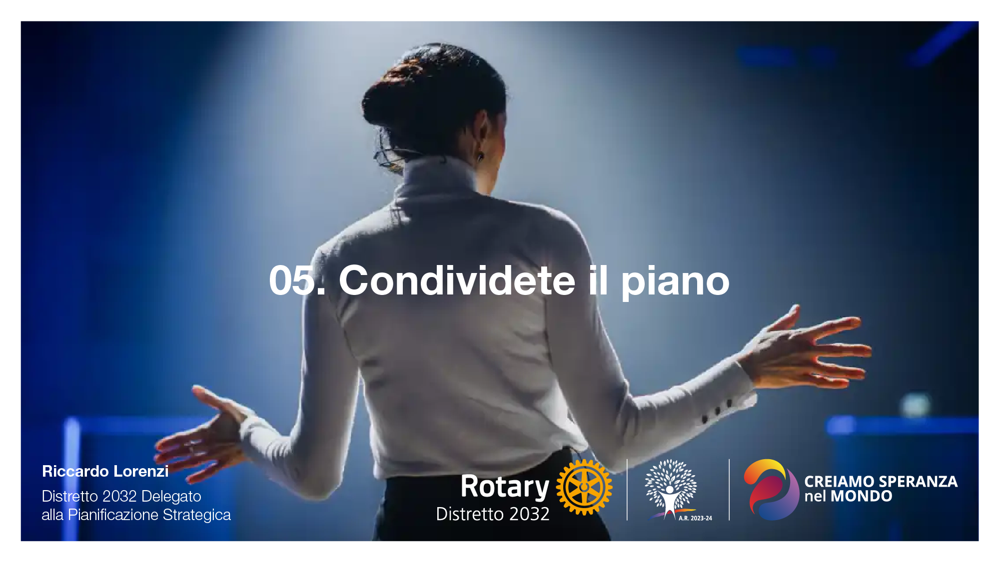 05. Condividete il piano
Riccardo Lorenzi
Distretto 2032 Delegato
alla Pianificazione Strategica
Rotary
Distretto 2032
A.R. 2023-24
CREIAMO SPERANZA
nel MONDO